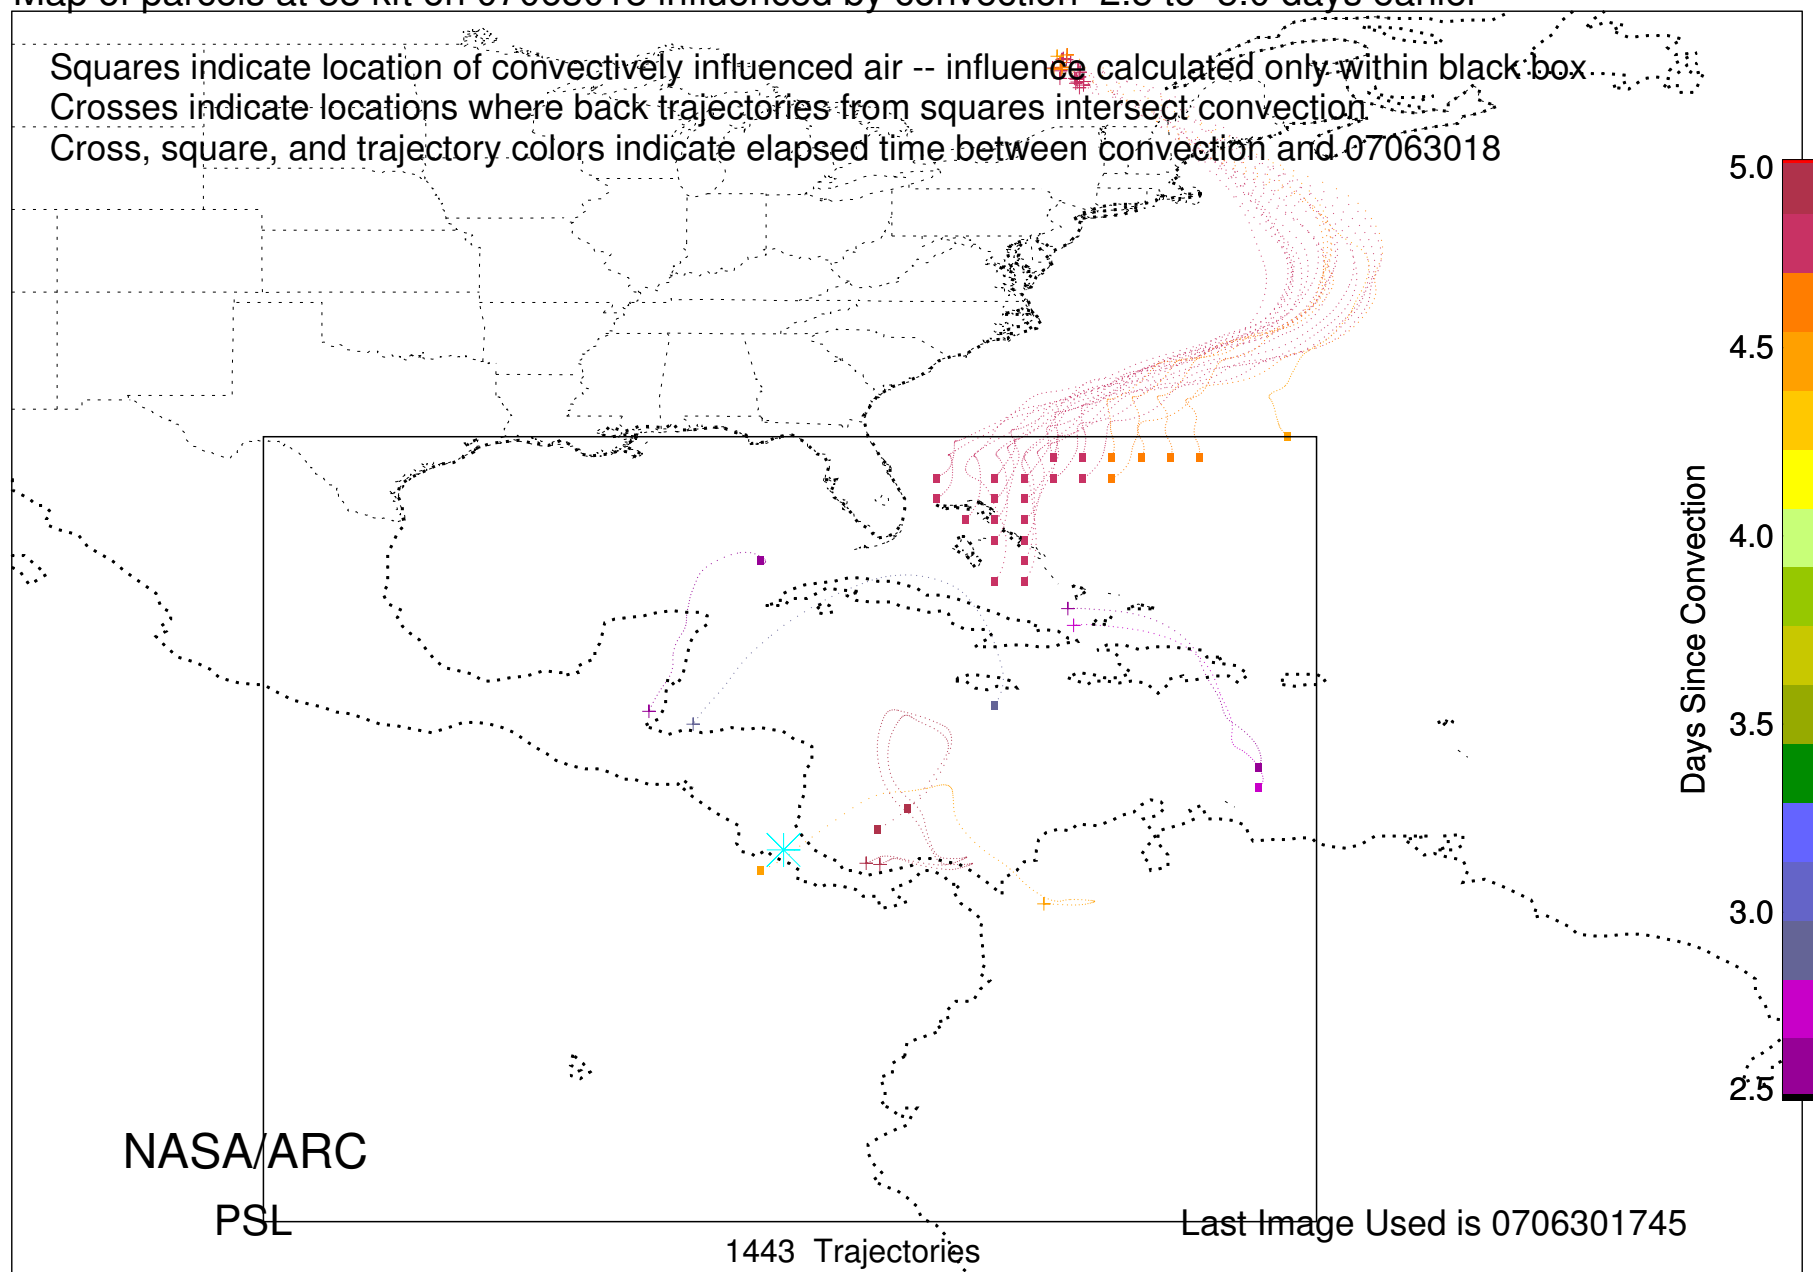 Squares indicate location of convectively influenced air -- influence calculated only within black box
Crosses indicate locations where back trajectories from squares intersect convection
Cross, square, and trajectory colors indicate elapsed time between convection and 07063018
5.0
4.5
4.0
3.5
3.0
2.5
Days Since Convection
NASA/ARC
PSL
Last Image Used is 0706301745
1443 Trajectories